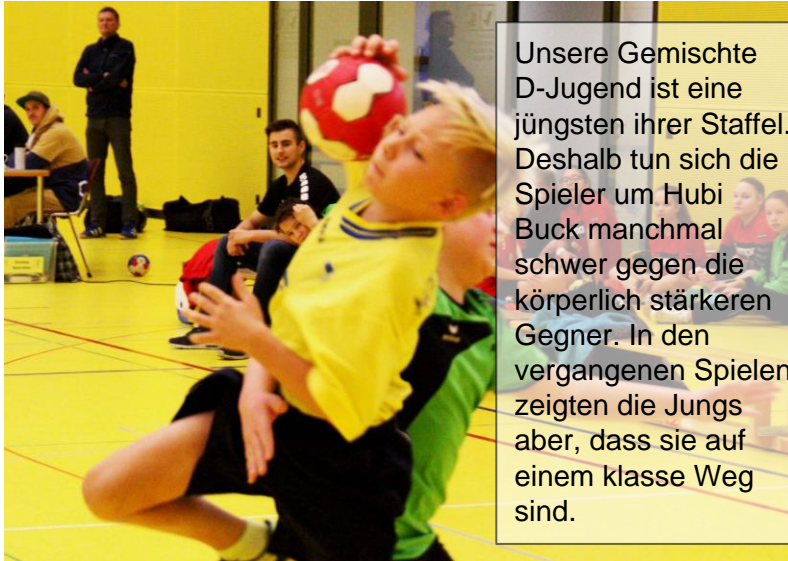 Unsere Gemischte
D-Jugend ist eine
jüngsten ihrer Staffel.
Deshalb tun sich die
Spieler um Hubi
Buck manchmal
schwer gegen die
körperlich stärkeren
Gegner. In den
vergangenen Spielen
zeigten die Jungs
aber, dass sie auf
einem klasse Weg
sind.